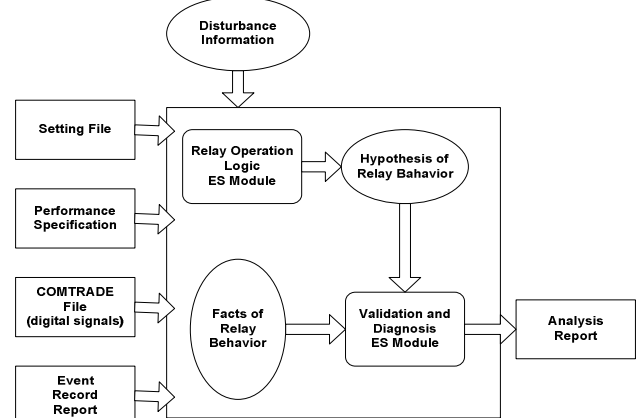 Disturbance
Information
Setting File
Relay Operation
Logic
ES Module
Hypothesis of
Relay Bahavior
Performance
Specification
COMTRADE
File
(digital signals)
Facts of
Relay
Behavior
Validation and
Diagnosis
ES Module
Analysis
Report
Event
Record
Report